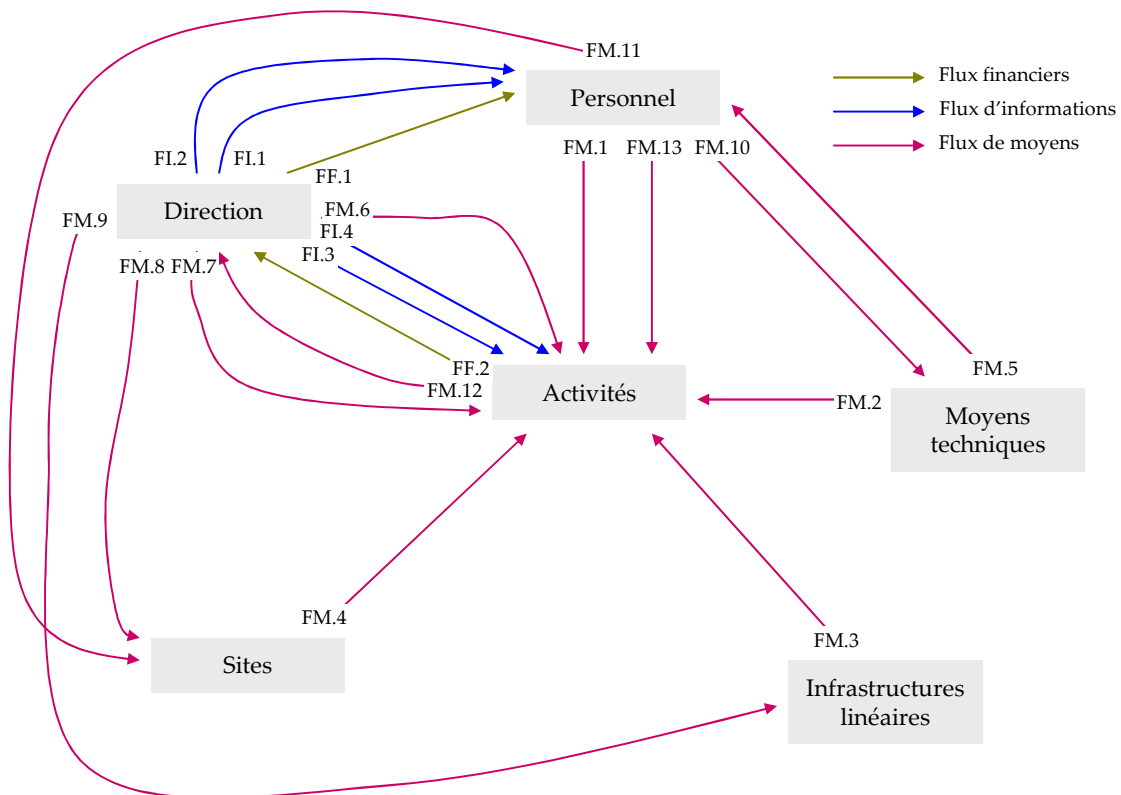 FM.11
Flux financiers
Personnel
Flux d'informations
Flux de moyens
FI.2
FI.1
FM.1
FM.13
FM.10
FF.1
Direction
FM.9
FM.6
FI.4
FI.3
FM.8
FM.7
FF.2
FM.5
FM.12
Activités
FM.2
Moyens
techniques
FM.4
FM.3
Sites
Infrastructures
linéaires